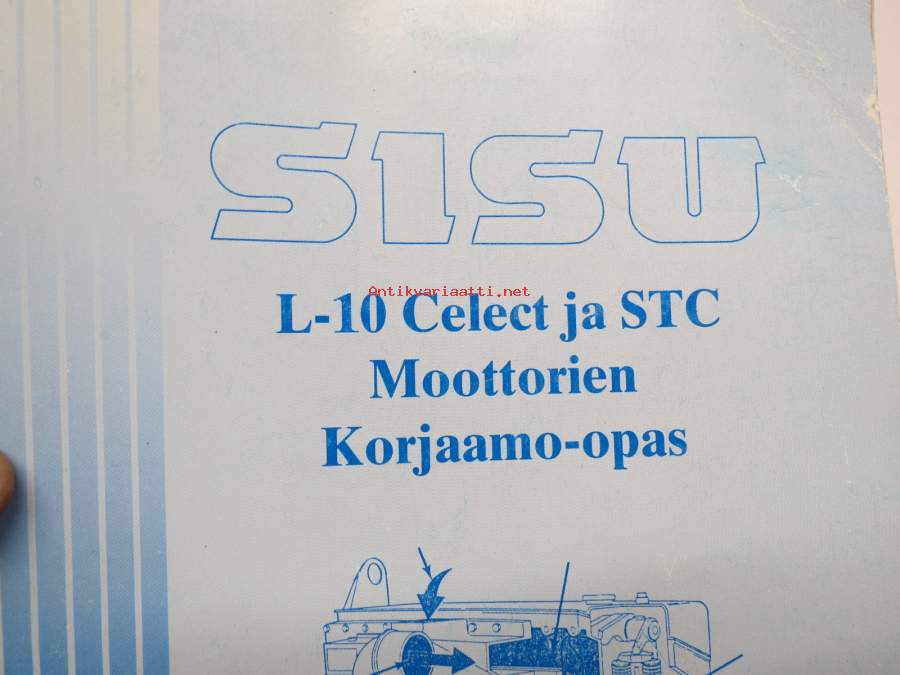 SISU
Antikvariaatti.net
L-10 Celect ja STC
Moottorien
Korjaamo-opas